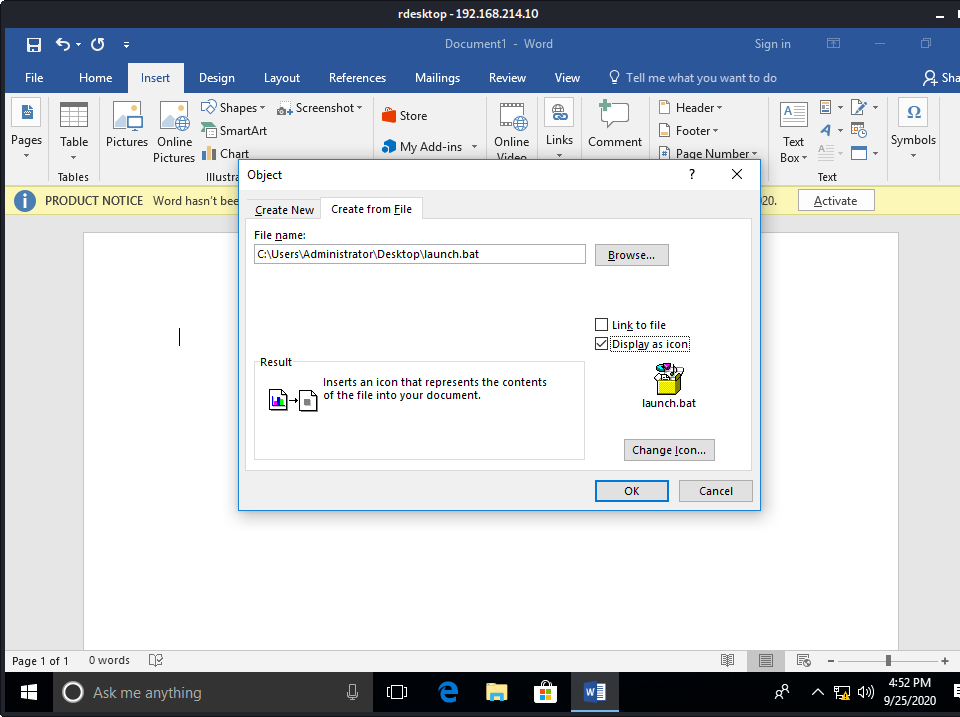 rdesktop - 192.168.214.10
Document1 - Word
Sign in
File Home Insert Design Layout References Mailings Review View Tell me what you want to do Sha
Pages
Table
Tables
Pictures
Online Pictures
Shapes
SmartArt
Chart
Screenshot
Illustra
Store
My Add-ins
Online Video
Links
Comment
Header
Footer
Page Number
Text Box
Text
Symbols
PRODUCT NOTICE Word hasn't bee
20.
Activate
Object
?
Create New
Create from File
File name:
C:\Users\Administrator\Desktop\launch.bat
Browse...
Link to file
Display as icon
Result
Inserts an icon that represents the contents
of the file into your document.
launch.bat
Change Icon...
OK
Cancel
Page 1 of 1 0 words
Ask me anything
4:52 PM
9/25/2020